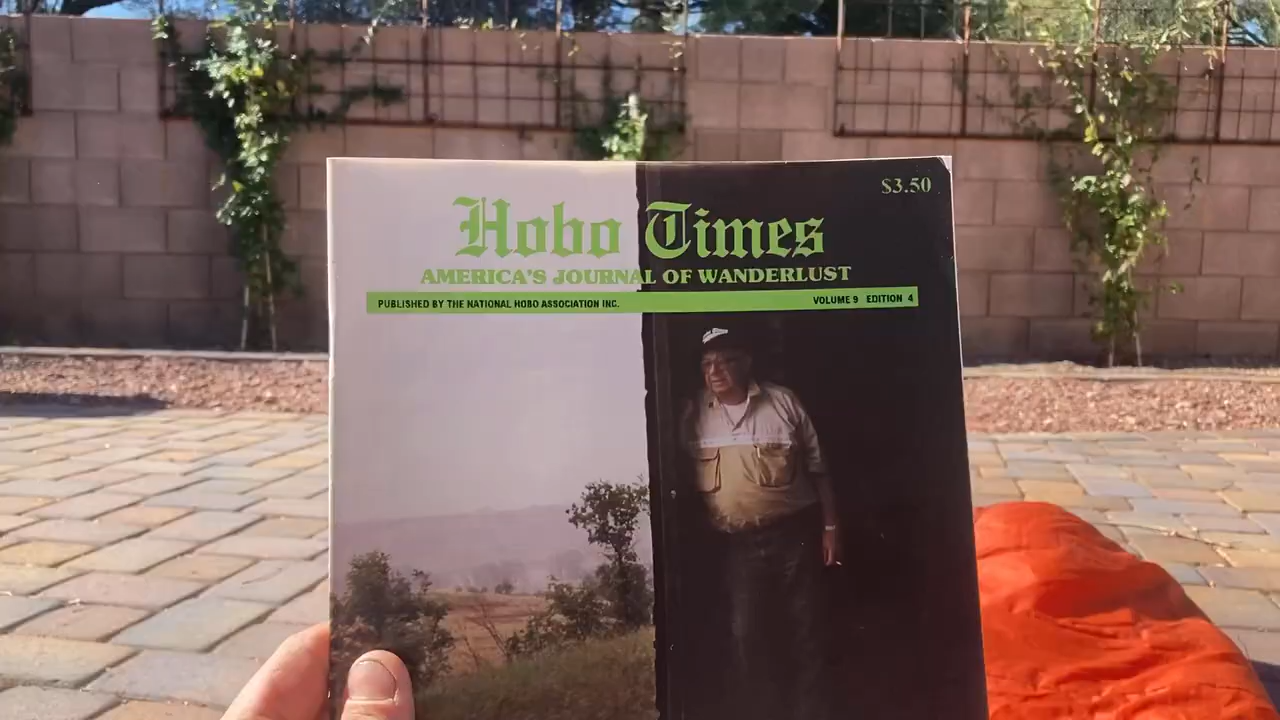 $3.50
Hobo Times
AMERICA'S JOURNAL OF WANDERLUST
PUBLISHED BY THE NATIONAL HOBO ASSOCIATION INC. VOLUME 9 EDITION 4